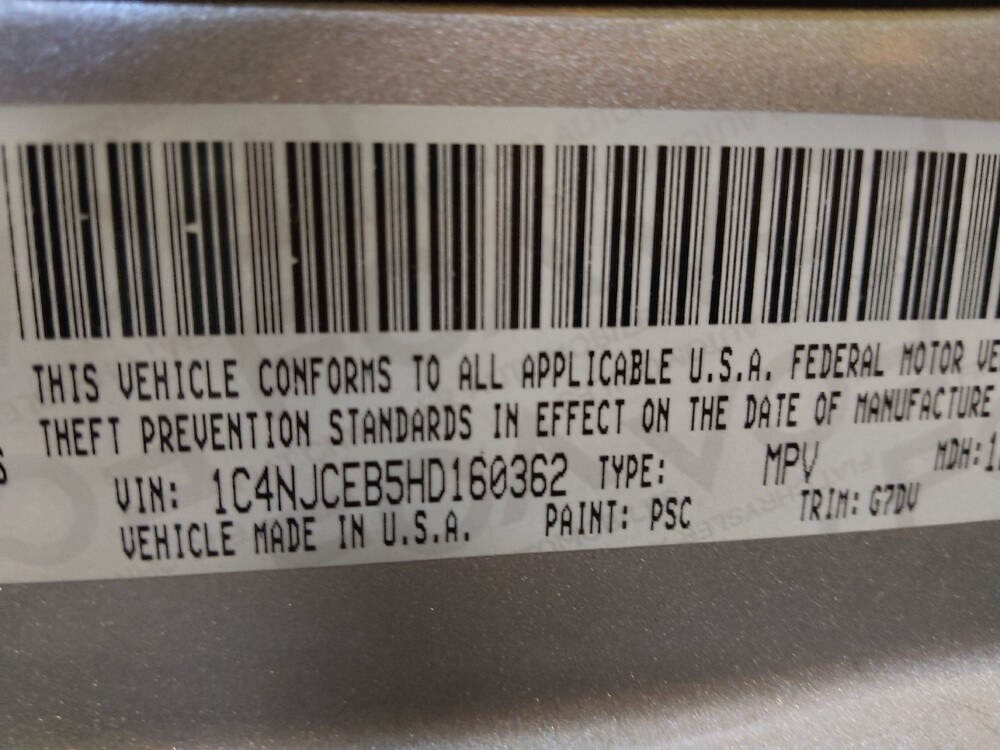 THIS VEHICLE CONFORMS TO ALL APPLICABLE U.S.A. FEDERAL MOTOR VE
THEFT PREVENTION STANDARDS IN EFFECT ON THE DATE OF MANUFACTURE
VIN: 1C4NJCEB5HD160362 TYPE: MPV MDH:1
VEHICLE MADE IN U.S.A. PAINT: PSC TRIM: G7DV